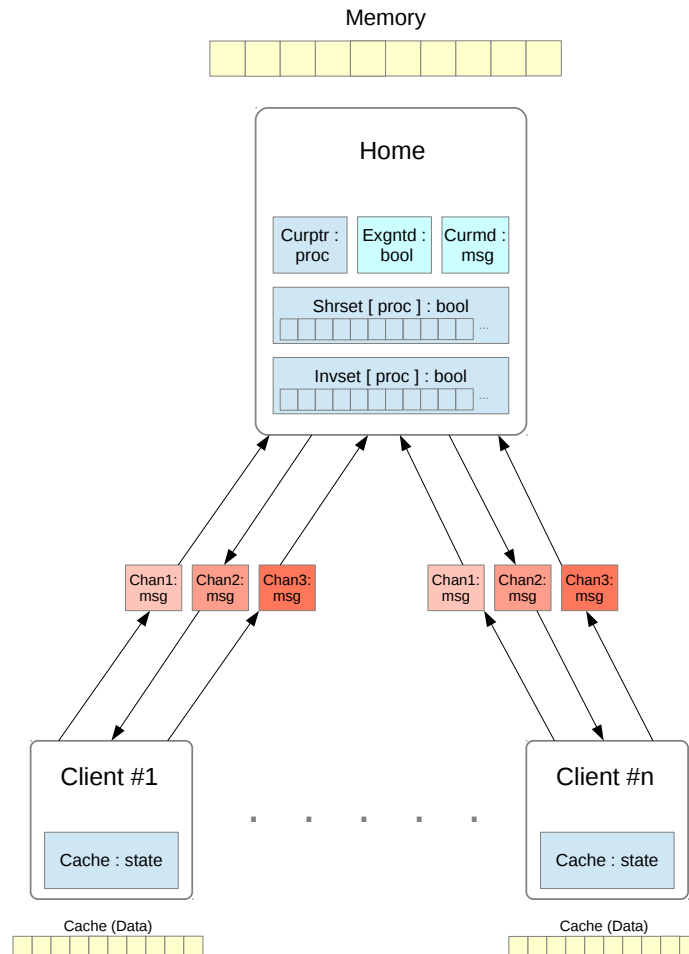 Memory
Home
Curptr : proc
Exgntd : bool
Curmd : msg
Shrset [ proc ] : bool
...
Invset [ proc ] : bool
...
Chan1: msg
Chan2: msg
Chan3: msg
Chan1: msg
Chan2: msg
Chan3: msg
Client #1
Client #n
. . . . .
Cache : state
Cache : state
Cache (Data)
Cache (Data)